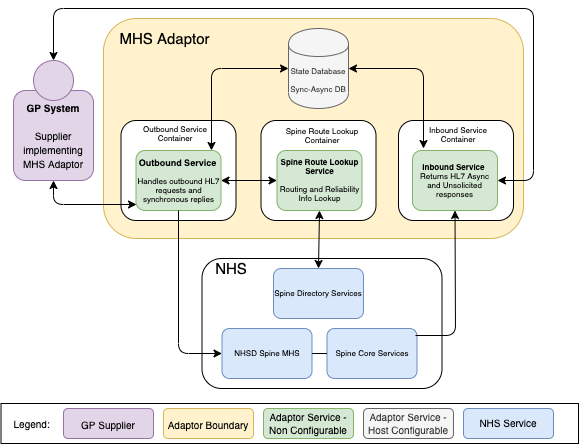 MHS Adaptor
State Database
Sync-Async DB
GP System
Supplier
implementing
MHS Adaptor
Outbound Service
Container
Outbound Service
Handles outbound HL7
requests and
synchronous replies
Spine Route Lookup
Container
Spine Route Lookup
Service
Routing and Reliability
Info Lookup
Inbound Service
Container
Inbound Service
Returns HL7 Async
and Unsolicited
responses
NHS
Spine Directory Services
NHSD Spine MHS
Spine Core Services
Legend:
GP Supplier
Adaptor Boundary
Adaptor Service -
Non Configurable
Adaptor Service -
Host Configurable
NHS Service